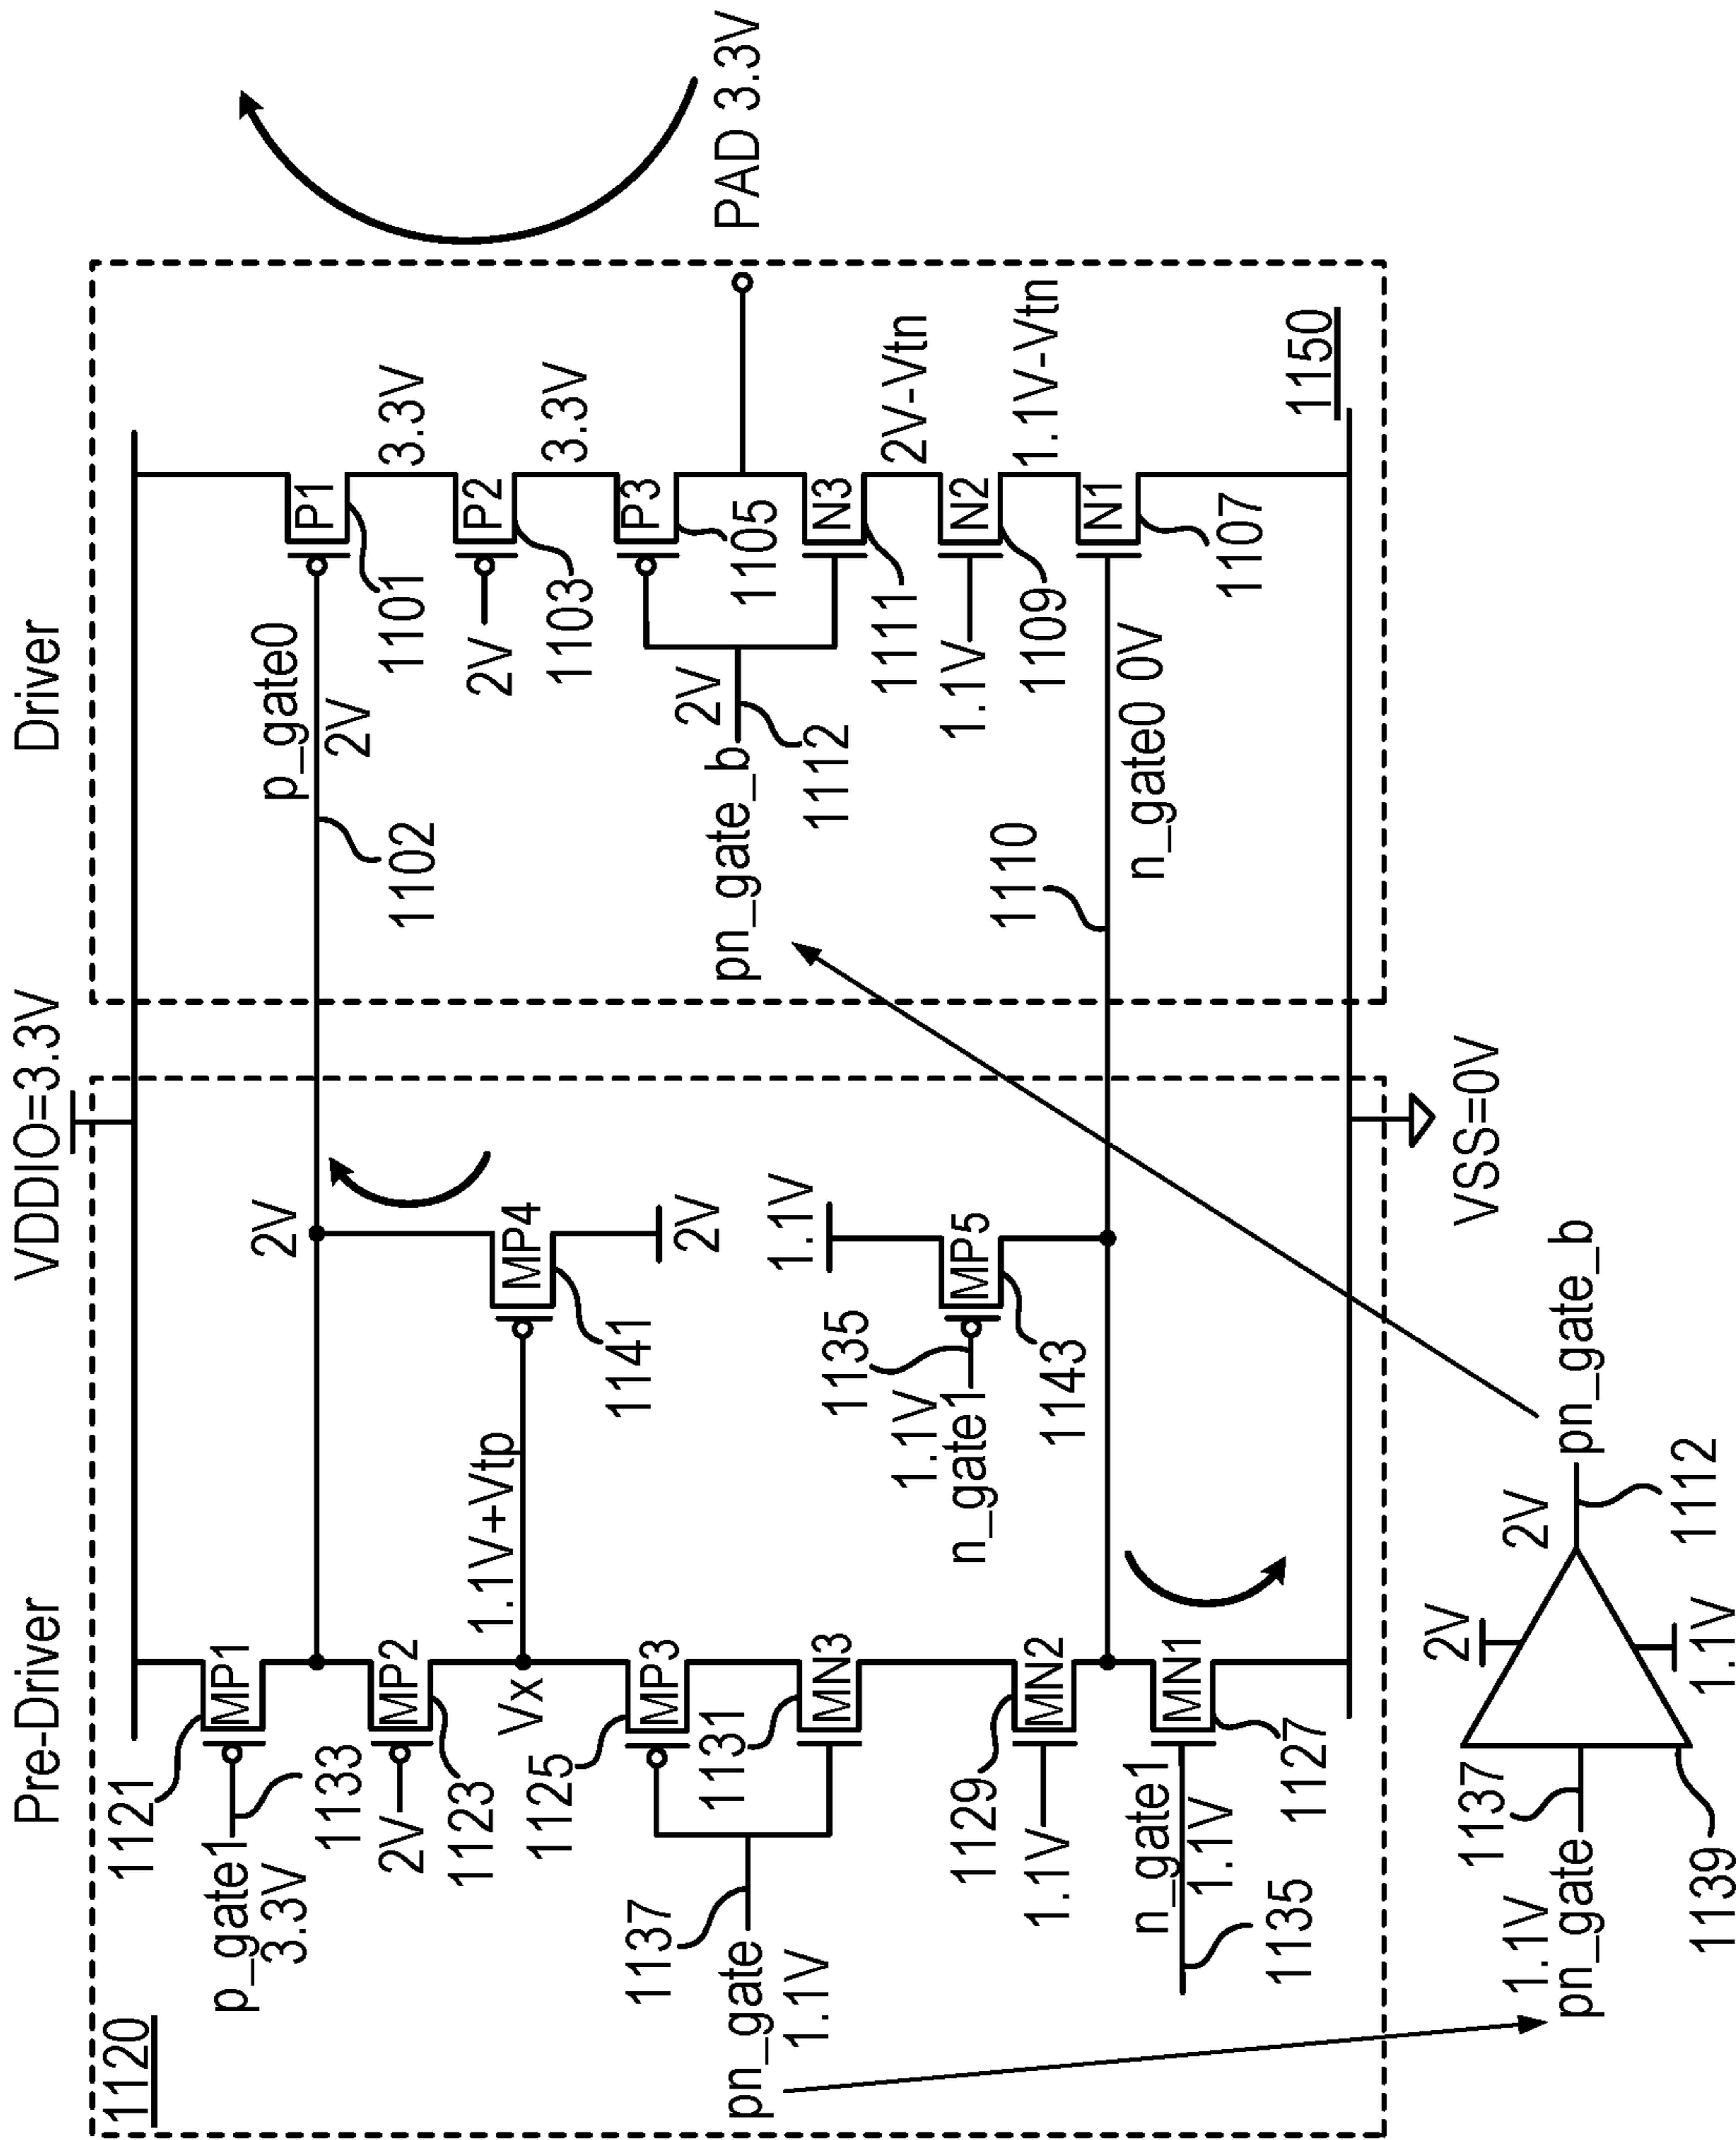 Pre-Driver
VDDIO=3.3V
Driver
1120
1121
MP1
p_gate1
3.3V
1133
2V
MP2
1123
Vx
1.1V+Vtp
2V
MP4
1141
2V
1125
MP3
1131
MN3
1137
pn_gate
1.1V
1129
MN2
1.1V
n_gate1
1.1V
1135
MN1
1127
1.1V
MP5
1135
1.1V
n_gate1
1143
p_gate0
2V
1102
P1
1101
3.3V
P2
2V
1103
3.3V
P3
1105
2V
pn_gate_b
1112
PAD 3.3V
N3
1111
2V-Vtn
N2
1.1V
1109
1.1V-Vtn
N1
1107
1110
n_gate0 0V
1150
VSS=0V
1.1V
pn_gate
1137
1139
2V
1.1V
2V
pn_gate_b
1112